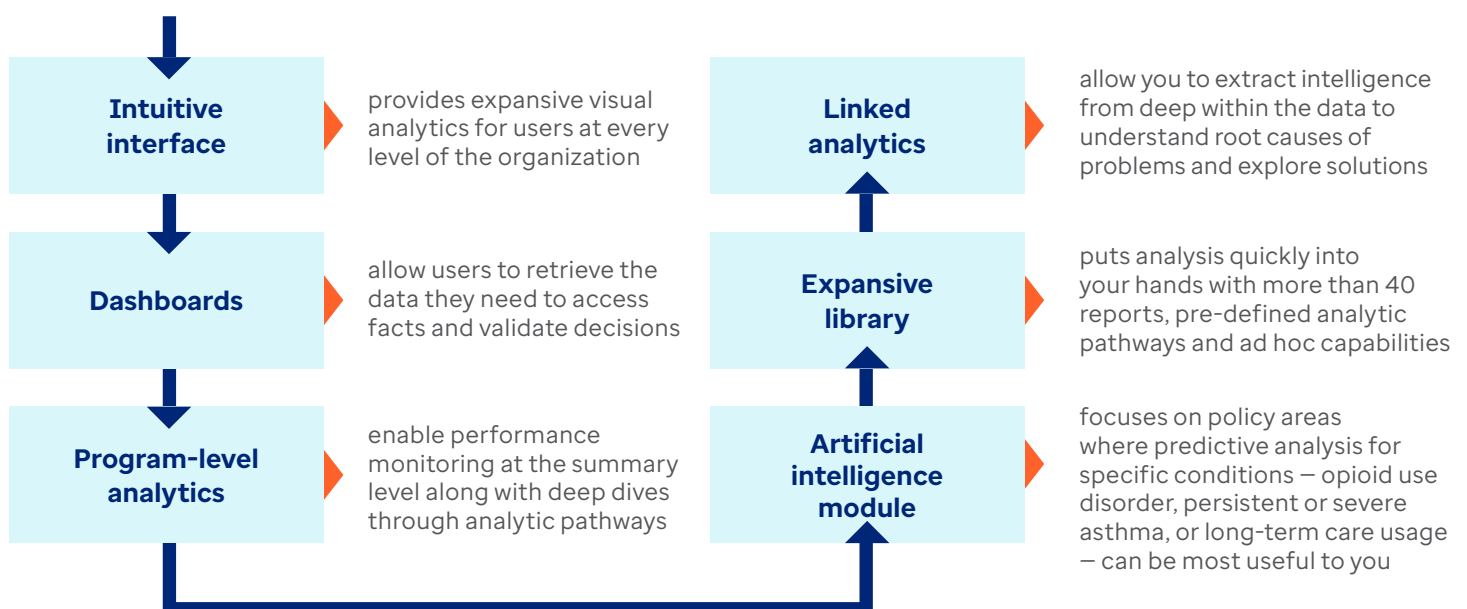 Intuitive
interface
provides expansive visual
analytics for users at every
level of the organization
Dashboards
allow users to retrieve the
data they need to access
facts and validate decisions
Program-level
analytics
enable performance
monitoring at the summary
level along with deep dives
through analytic pathways
Artificial
intelligence
module
focuses on policy areas
where predictive analysis for
specific conditions – opioid use
disorder, persistent or severe
asthma, or long-term care usage
– can be most useful to you
Expansive
library
puts analysis quickly into
your hands with more than 40
reports, pre-defined analytic
pathways and ad hoc capabilities
Linked
analytics
allow you to extract intelligence
from deep within the data to
understand root causes of
problems and explore solutions